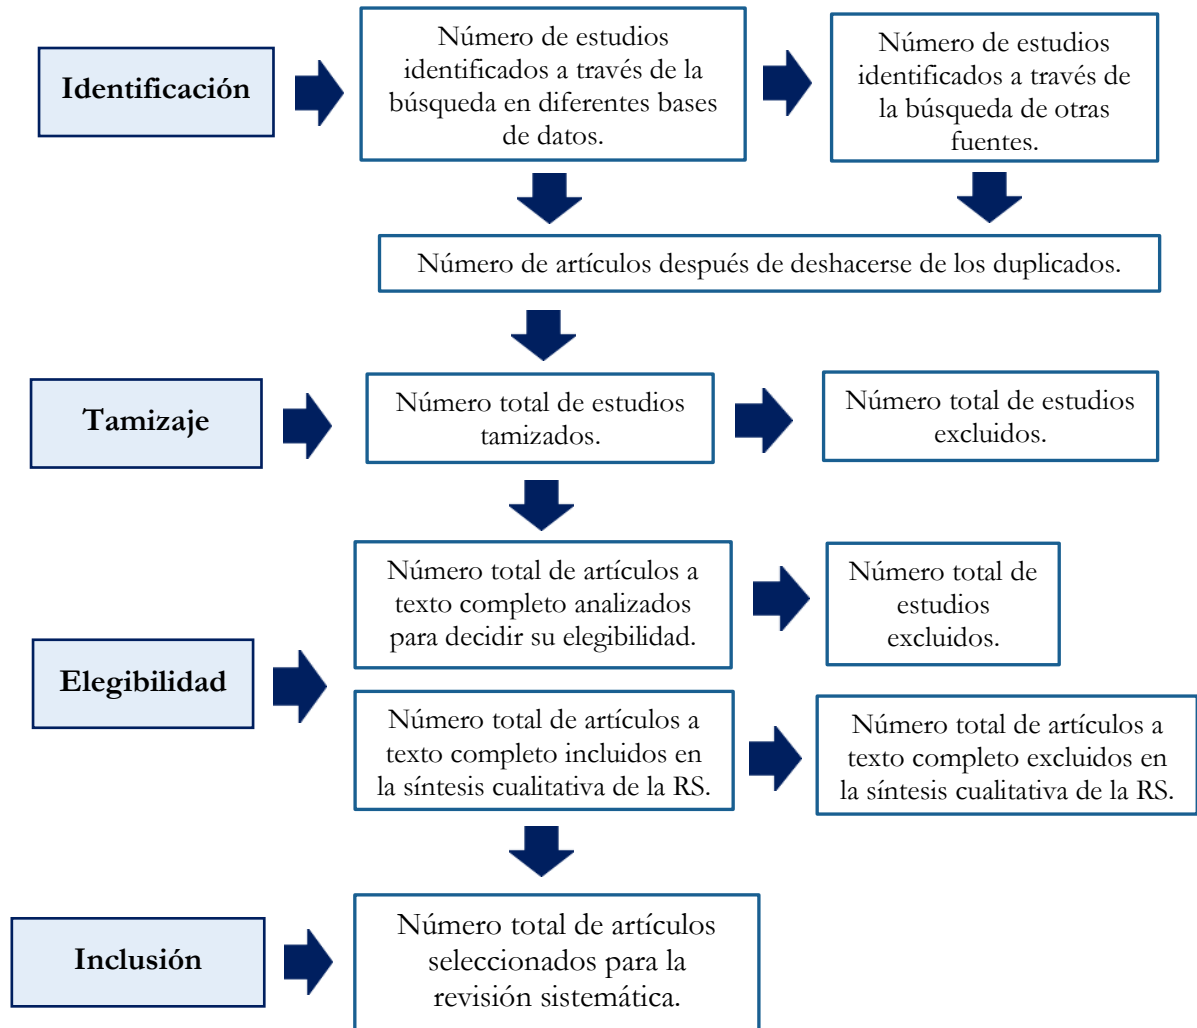 Identificación
Número de estudios
identificados a través de la
búsqueda en diferentes bases
de datos.
Número de estudios
identificados a través de
la búsqueda de otras
fuentes.
Número de artículos después de deshacerse de los duplicados.
Tamizaje
Número total de estudios
tamizados.
Número total de estudios
excluidos.
Elegibilidad
Número total de artículos a
texto completo analizados
para decidir su elegibilidad.
Número total de
estudios
excluidos.
Número total de artículos a
texto completo incluidos en
la síntesis cualitativa de la RS.
Número total de artículos a
texto completo excluidos en
la síntesis cualitativa de la RS.
Inclusión
Número total de artículos
seleccionados para la
revisión sistemática.